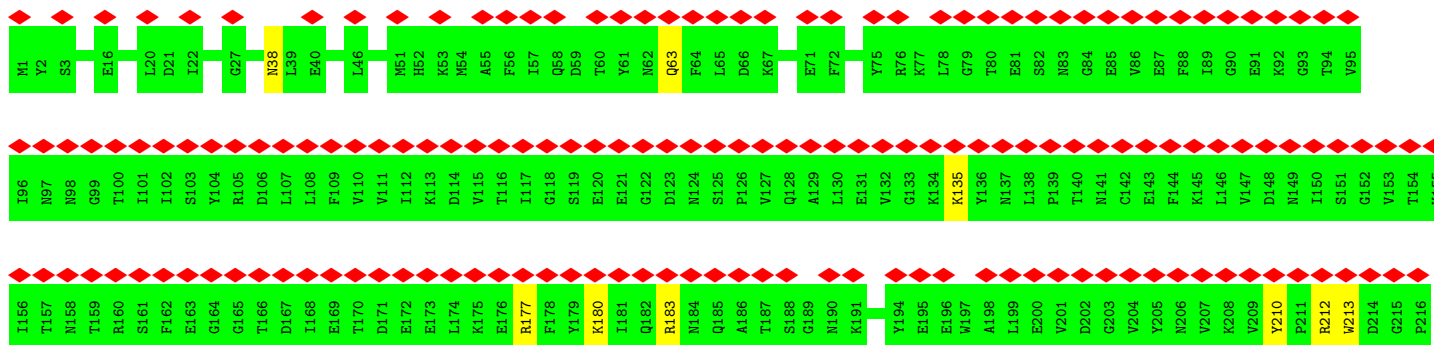 M1 Y2 S3 E16 L20 D21 I22 G27 N38 L39 E40 L46 M51 H52 K53 M54 A55 F56 I57 Q58 D59 T60 Y61 N62 Q63 F64 L65 D66 K67 E71 F72 Y75 R76 K77 L78 G79 T80 E81 S82 N83 G84 E85 V86 E87 F88 I89 G90 E91 K92 G93 T94 V95
I96 N97 N98 G99 T100 I101 I102 S103 Y104 R105 D106 L107 L108 F109 V110 V111 I112 K113 D114 V115 T116 I117 G118 S119 E120 E121 G122 D123 N124 S125 P126 V127 Q128 A129 L130 E131 V132 G133 K134 K135 Y136 N137 L138 P139 T140 N141 C142 E143 F144 K145 L146 V147 D148 N149 I150 S151 G152 V153 T154
I156 T157 N158 T159 R160 S161 F162 E163 G164 G165 T166 D167 I168 E169 T170 D171 E172 E173 L174 K175 E176 R177 F178 Y179 K180 I181 Q182 R183 N184 Q185 A186 T187 S188 G189 N190 K191 Y194 E195 E196 W197 A198 L199 E200 V201 D202 G203 V204 Y205 N206 V207 K208 V209 Y210 P211 R212 W213 D214 G215 P216